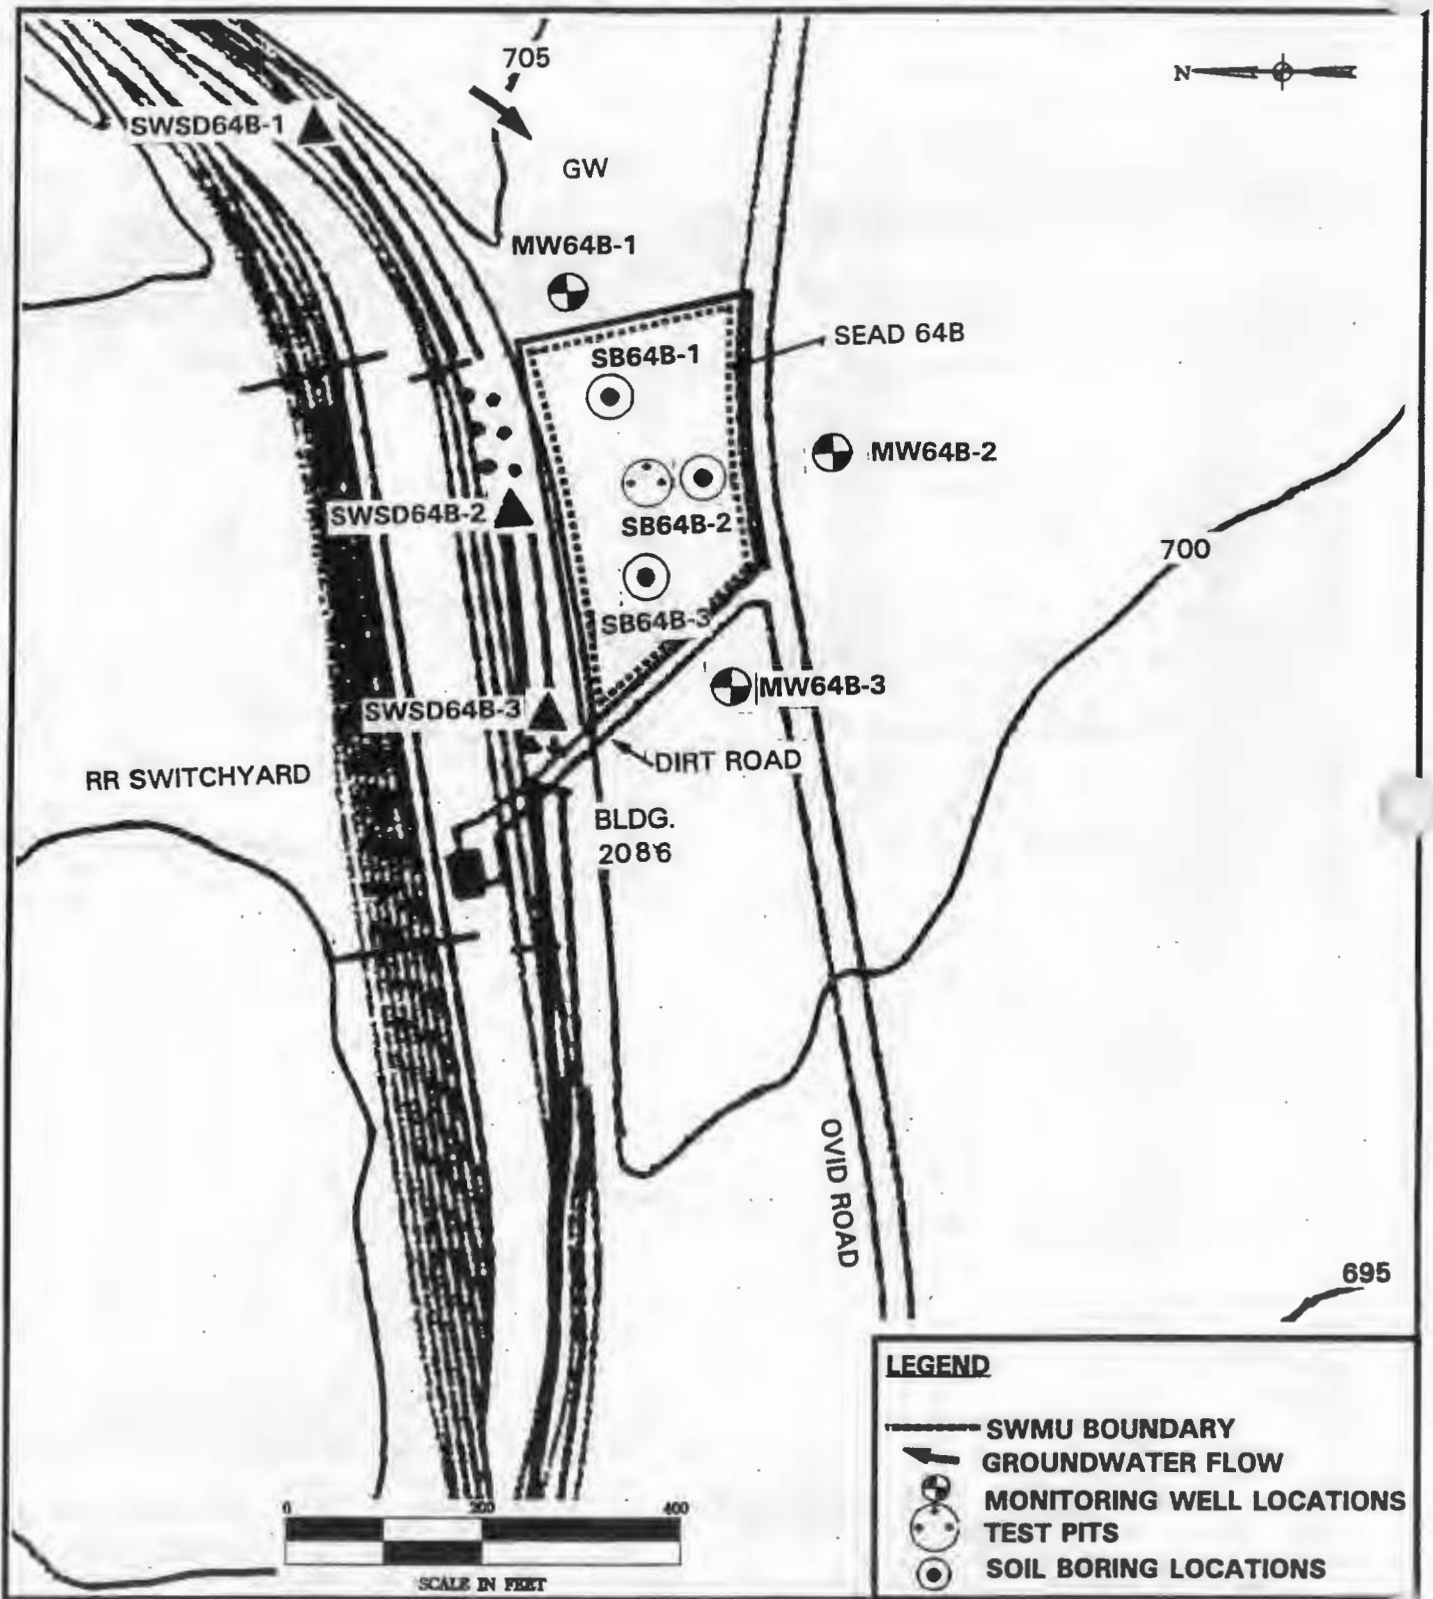 705
N
SWSD64B-1
GW
MW64B-1
SEAD 64B
SB64B-1
MW64B-2
SWSD64B-2
SB64B-2
700
SB64B-3
MW64B-3
SWSD64B-3
DIRT ROAD
RR SWITCHYARD
BLDG.
2086
OVID ROAD
695
LEGEND
SWMU BOUNDARY
GROUNDWATER FLOW
MONITORING WELL LOCATIONS
TEST PITS
SOIL BORING LOCATIONS
0 200 400
SCALE IN FEET